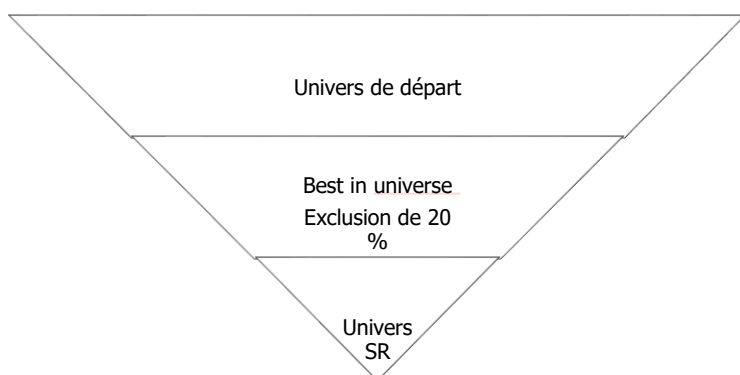 Univers de départ
Best in universe
Exclusion de 20
%
Univers
SR